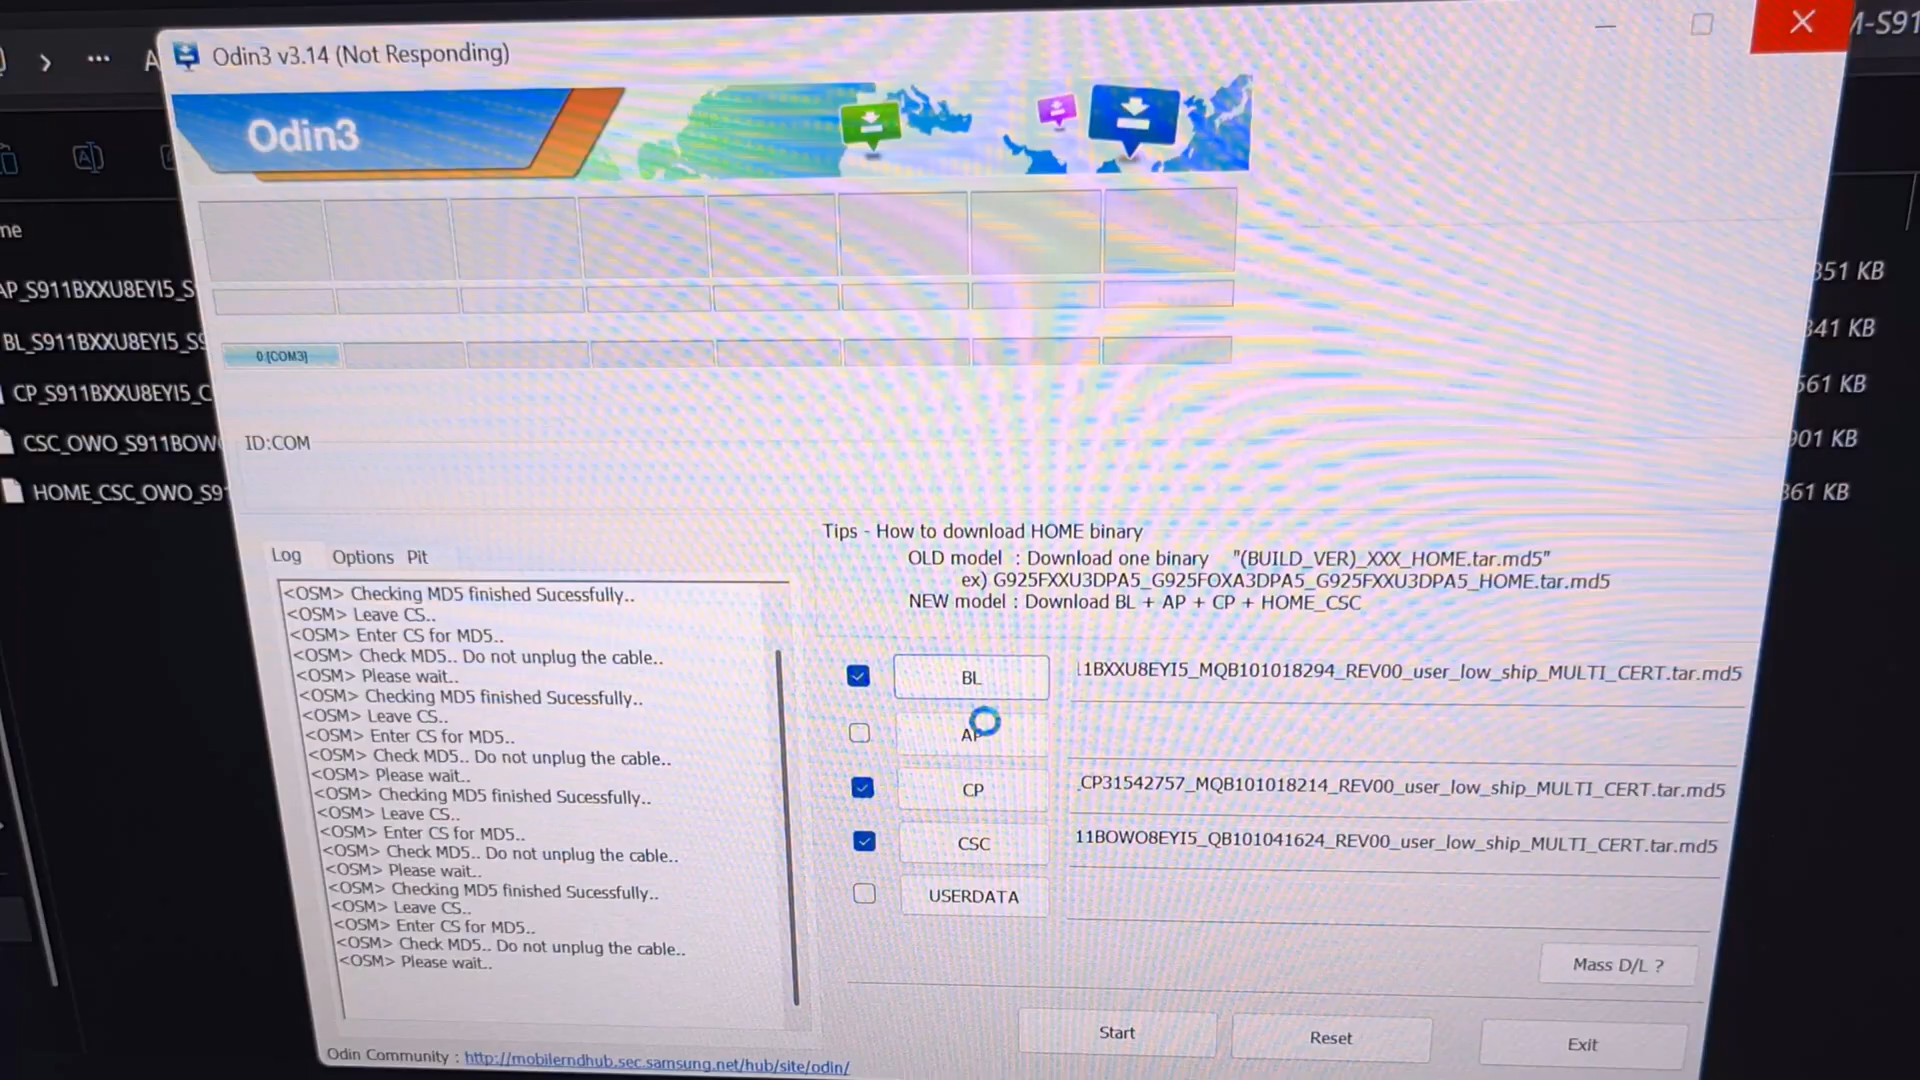 Odin3 v3.14 (Not Responding)
M-S91
Odin3
me
AP_S911BXXU8EYI5_S
BL_S911BXXU8EYI5_S9
CP_S911BXXU8EYI5_C
CSC_OWO_S911BOWO
HOME_CSC_OWO_S9
351 KB
341 KB
561 KB
901 KB
861 KB
0:[COM3]
ID:COM
Log
Options
Pit
<OSM> Checking MD5 finished Sucessfully..
<OSM> Leave CS..
<OSM> Enter CS for MD5..
<OSM> Check MD5.. Do not unplug the cable..
<OSM> Please wait..
<OSM> Checking MD5 finished Sucessfully..
<OSM> Leave CS..
<OSM> Enter CS for MD5..
<OSM> Check MD5.. Do not unplug the cable..
<OSM> Please wait..
<OSM> Checking MD5 finished Sucessfully..
<OSM> Leave CS..
<OSM> Enter CS for MD5..
<OSM> Check MD5.. Do not unplug the cable..
<OSM> Please wait..
<OSM> Checking MD5 finished Sucessfully..
<OSM> Leave CS..
<OSM> Enter CS for MD5..
<OSM> Check MD5.. Do not unplug the cable..
<OSM> Please wait..
Tips - How to download HOME binary
OLD model : Download one binary "(BUILD_VER)_XXX_HOME.tar.md5"
ex) G925FXXU3DPA5_G925FOXA3DPA5_G925FXXU3DPA5_HOME.tar.md5
NEW model : Download BL + AP + CP + HOME_CSC
BL
1BXXU8EYI5_MQB101018294_REV00_user_low_ship_MULTI_CERT.tar.md5
AP
CP
_CP31542757_MQB101018214_REV00_user_low_ship_MULTI_CERT.tar.md5
CSC
11BOWO8EYI5_QB101041624_REV00_user_low_ship_MULTI_CERT.tar.md5
USERDATA
Mass D/L ?
Start
Reset
Exit
Odin Community : http://mobilerndhub.sec.samsung.net/hub/site/odin/